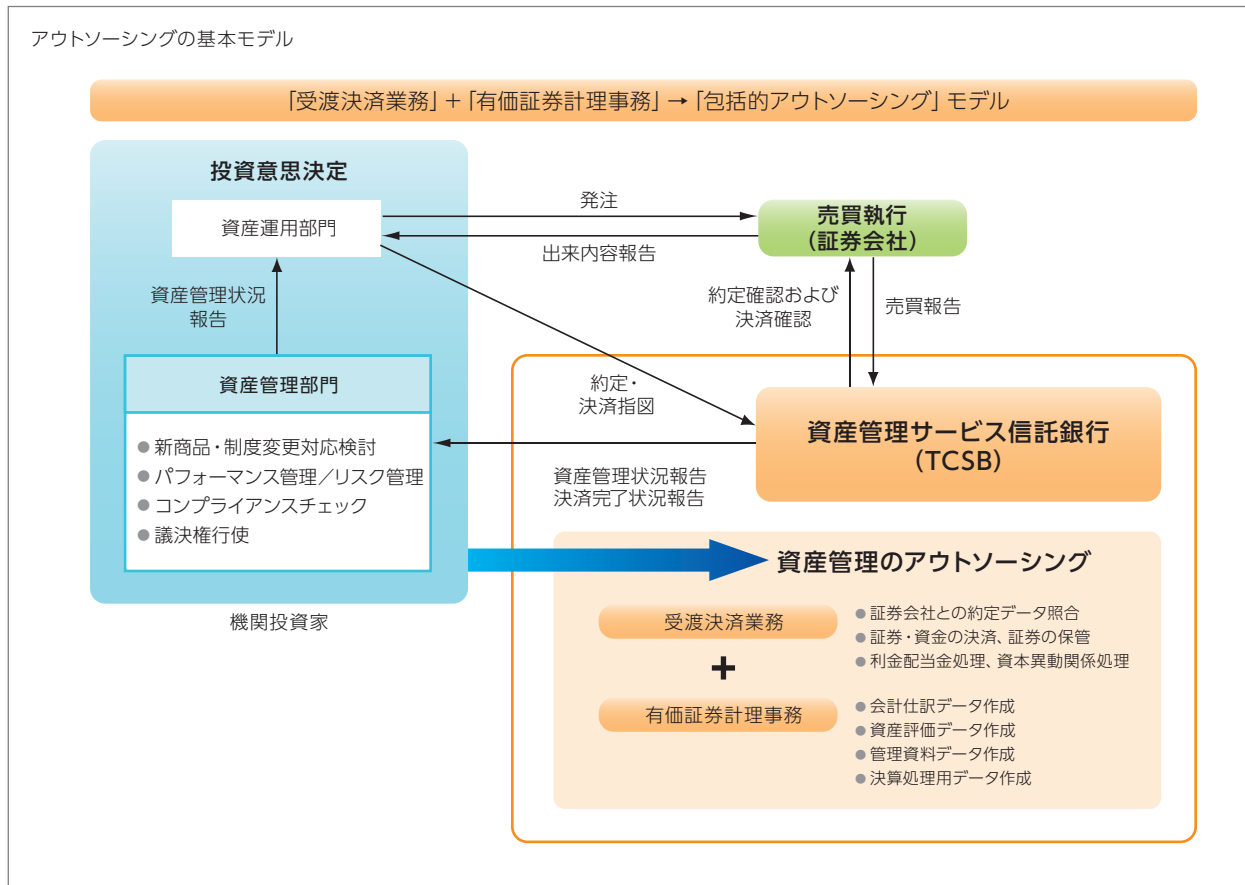 アウトソーシングの基本モデル
「受渡決済業務」+「有価証券計理事務」→「包括的アウトソーシング」モデル
投資意思決定
資産運用部門
発注
出来内容報告
売買執行
（証券会社）
資産管理状況
報告
約定確認および
決済確認
売買報告
資産管理部門
● 新商品・制度変更対応検討
● パフォーマンス管理／リスク管理
● コンプライアンスチェック
● 議決権行使
機関投資家
約定・
決済指図
資産管理サービス信託銀行
（TCSB）
資産管理状況報告
決済完了状況報告
資産管理のアウトソーシング
受渡決済業務
● 証券会社との約定データ照合
● 証券・資金の決済、証券の保管
● 利金配当金処理、資本異動関係処理
+
有価証券計理事務
● 会計仕訳データ作成
● 資産評価データ作成
● 管理資料データ作成
● 決算処理用データ作成